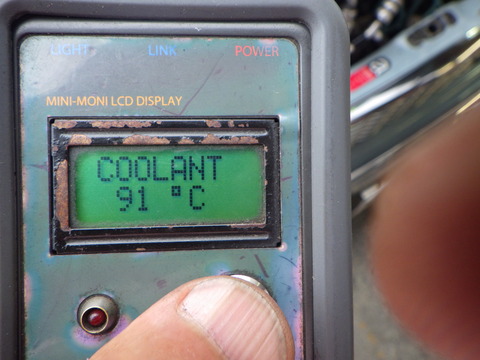 LIGHT LINK POWER
MINI-MONI LCD DISPLAY
COOLANT
91 °C